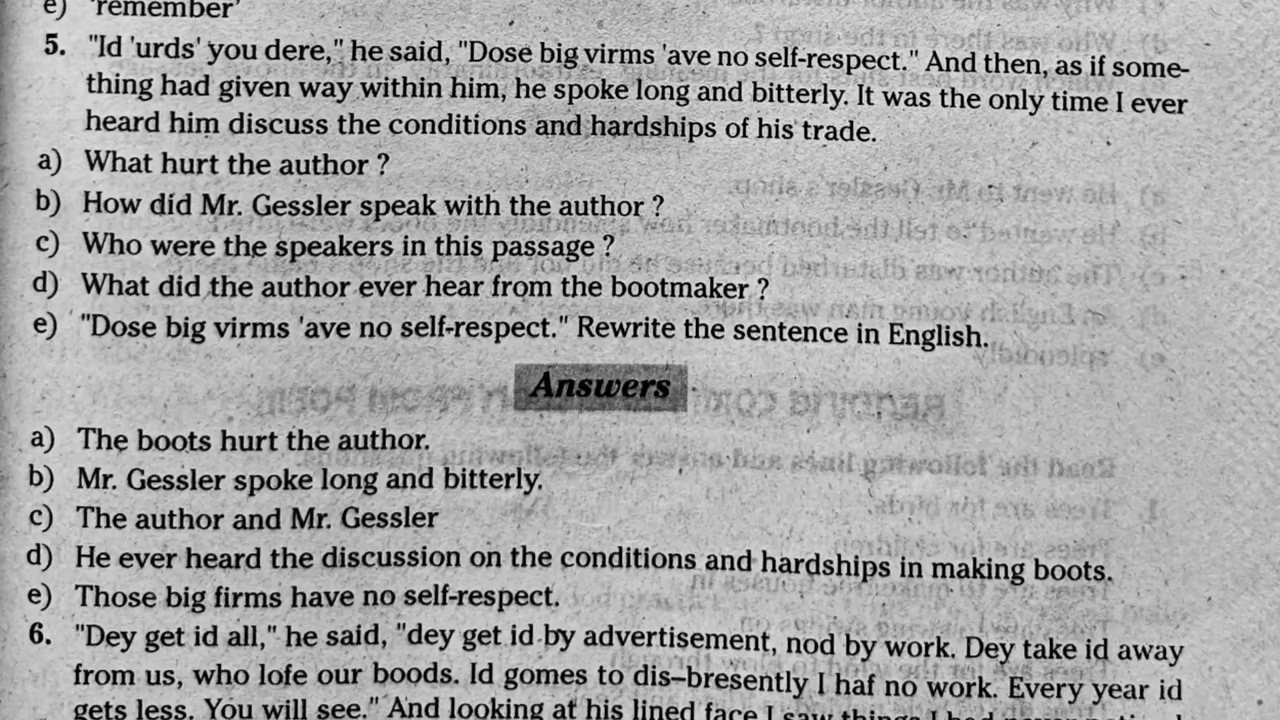 e) 'remember'
5. "Id 'urds' you dere," he said, "Dose big virms 'ave no self-respect." And then, as if some-
thing had given way within him, he spoke long and bitterly. It was the only time I ever
heard him discuss the conditions and hardships of his trade.
a) What hurt the author ?
b) How did Mr. Gessler speak with the author ?
c) Who were the speakers in this passage ?
d) What did the author ever hear from the bootmaker ?
e) "Dose big virms 'ave no self-respect." Rewrite the sentence in English.
Answers
a) The boots hurt the author.
b) Mr. Gessler spoke long and bitterly.
c) The author and Mr. Gessler
d) He ever heard the discussion on the conditions and hardships in making boots.
e) Those big firms have no self-respect.
6. "Dey get id all," he said, "dey get id by advertisement, nod by work. Dey take id away
from us, who lofe our boods. Id gomes to dis–bresently I haf no work. Every year id
gets less. You will see." And looking at his lined face I saw things I had never